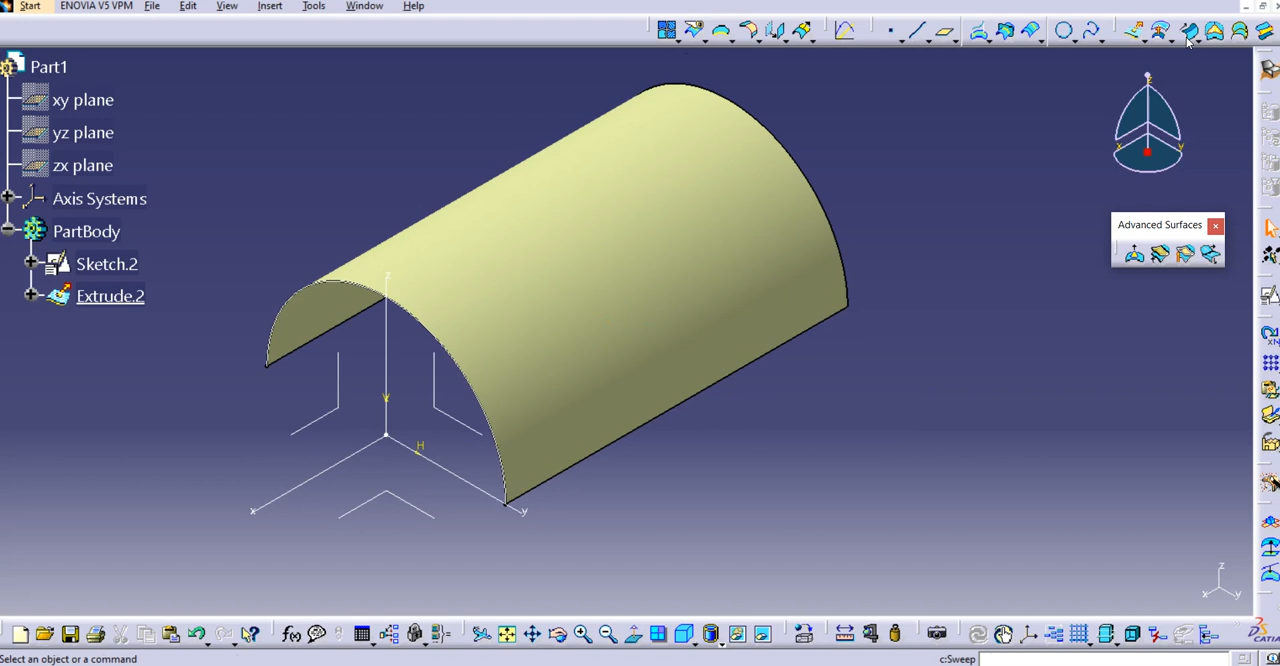 Start ENOVIA V5 VPM File Edit View Insert Tools Window Help
Part1
xy plane
yz plane
zx plane
Axis Systems
PartBody
Sketch.2
Extrude.2
z
x y
Advanced Surfaces
z
V
H
x y
z
x y
f(x)
CATIA
Select an object or a command c:Sweep